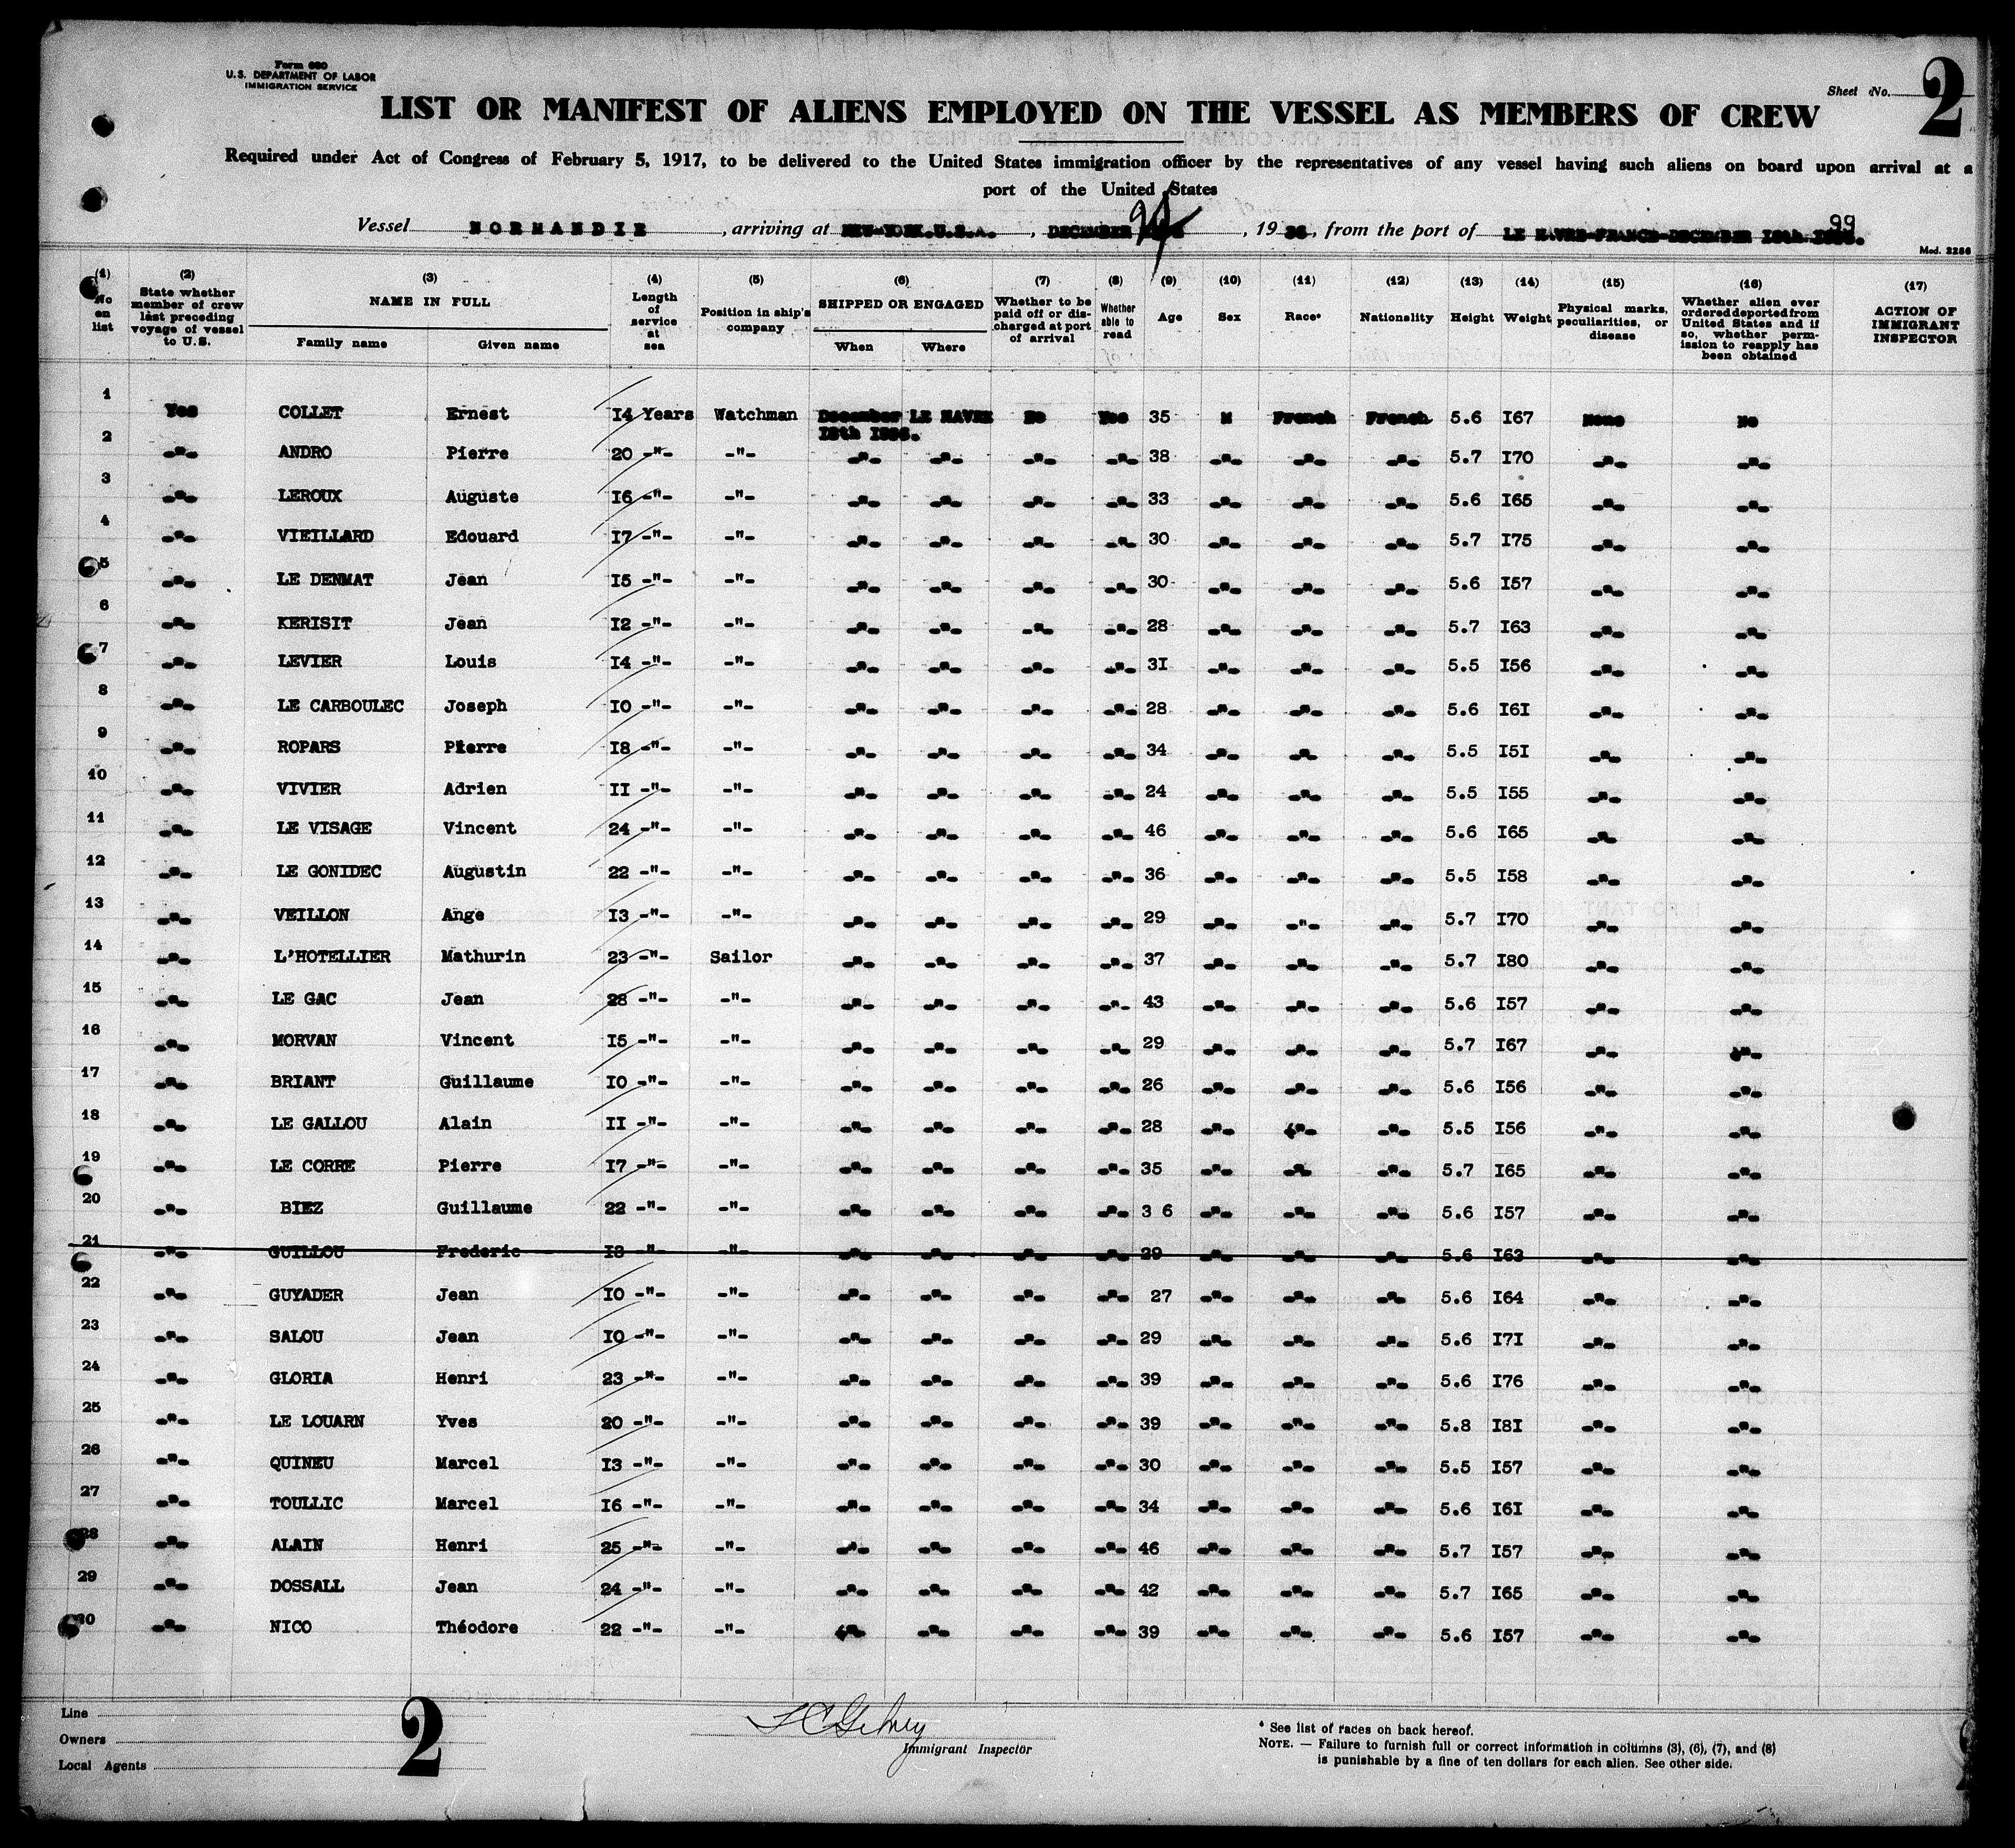 Form 680
U.S. DEPARTMENT OF LABOR
IMMIGRATION SERVICE
Sheet No. 2
LIST OR MANIFEST OF ALIENS EMPLOYED ON THE VESSEL AS MEMBERS OF CREW
Required under Act of Congress of February 5, 1917, to be delivered to the United States immigration officer by the representatives of any vessel having such aliens on board upon arrival at a
port of the United States
99
Vessel NORMANDIE, arriving at NEW-YORK.U.S.A., DECEMBER, 1936, from the port of LE HAVRE-FRANCE-DECEMBER 18th 1936.
Mod. 2286
(1) No on list (2) State whether member of crew last preceding voyage of vessel to U.S. (3) NAME IN FULL Family name Given name (4) Length of service at sea (5) Position in ship's company (6) SHIPPED OR ENGAGED When Where (7) Whether to be paid off or discharged at port of arrival (8) Whether able to read (9) Age (10) Sex (11) Race* (12) Nationality (13) Height (14) Weight (15) Physical marks, peculiarities, or disease (16) Whether alien ever ordered deported from United States and if so, whether permission to reapply has been obtained (17) ACTION OF IMMIGRANT INSPECTOR
1 Yes COLLET Ernest I4 Years Watchman December 18th 1936. LE HAVRE No Yes 35 M French French 5.6 I67 None No
2 -"- ANDRO Pierre 20 -"- -"- -"- -"- -"- -"- 38 -"- -"- -"- 5.7 I70 -"- -"-
3 -"- LEROUX Auguste I6 -"- -"- -"- -"- -"- -"- 33 -"- -"- -"- 5.6 I65 -"- -"-
4 -"- VIEILLARD Edouard I7 -"- -"- -"- -"- -"- -"- 30 -"- -"- -"- 5.7 I75 -"- -"-
5 -"- LE DENMAT Jean I5 -"- -"- -"- -"- -"- -"- 30 -"- -"- -"- 5.6 I57 -"- -"-
6 -"- KERISIT Jean I2 -"- -"- -"- -"- -"- -"- 28 -"- -"- -"- 5.7 I63 -"- -"-
7 -"- LEVIER Louis I4 -"- -"- -"- -"- -"- -"- 3I -"- -"- -"- 5.5 I56 -"- -"-
8 -"- LE CARBOULEC Joseph I0 -"- -"- -"- -"- -"- -"- 28 -"- -"- -"- 5.6 I6I -"- -"-
9 -"- ROPARS Pierre I8 -"- -"- -"- -"- -"- -"- 34 -"- -"- -"- 5.5 I5I -"- -"-
10 -"- VIVIER Adrien II -"- -"- -"- -"- -"- -"- 24 -"- -"- -"- 5.5 I55 -"- -"-
11 -"- LE VISAGE Vincent 24 -"- -"- -"- -"- -"- -"- 46 -"- -"- -"- 5.6 I65 -"- -"-
12 -"- LE GONIDEC Augustin 22 -"- -"- -"- -"- -"- -"- 36 -"- -"- -"- 5.5 I58 -"- -"-
13 -"- VEILLON Ange I3 -"- -"- -"- -"- -"- -"- 29 -"- -"- -"- 5.7 I70 -"- -"-
14 -"- L'HOTELLIER Mathurin 23 -"- Sailor -"- -"- -"- -"- 37 -"- -"- -"- 5.7 I80 -"- -"-
15 -"- LE GAC Jean 28 -"- -"- -"- -"- -"- -"- 43 -"- -"- -"- 5.6 I57 -"- -"-
16 -"- MORVAN Vincent I5 -"- -"- -"- -"- -"- -"- 29 -"- -"- -"- 5.7 I67 -"- -"-
17 -"- BRIANT Guillaume I0 -"- -"- -"- -"- -"- -"- 26 -"- -"- -"- 5.6 I56 -"- -"-
18 -"- LE GALLOU Alain II -"- -"- -"- -"- -"- -"- 28 -"- -"- -"- 5.5 I56 -"- -"-
19 -"- LE CORRE Pierre I7 -"- -"- -"- -"- -"- -"- 35 -"- -"- -"- 5.7 I65 -"- -"-
20 -"- BIEZ Guillaume 22 -"- -"- -"- -"- -"- -"- 3 6 -"- -"- -"- 5.6 I57 -"- -"-
21 -"- GUILLOU Frederic I8 -"- -"- -"- -"- -"- -"- 29 -"- -"- -"- 5.6 I63 -"- -"-
22 -"- GUYADER Jean I0 -"- -"- -"- -"- -"- -"- 27 -"- -"- -"- 5.6 I64 -"- -"-
23 -"- SALOU Jean I0 -"- -"- -"- -"- -"- -"- 29 -"- -"- -"- 5.6 I7I -"- -"-
24 -"- GLORIA Henri 23 -"- -"- -"- -"- -"- -"- 39 -"- -"- -"- 5.6 I76 -"- -"-
25 -"- LE LOUARN Yves 20 -"- -"- -"- -"- -"- -"- 39 -"- -"- -"- 5.8 I8I -"- -"-
26 -"- QUINEU Marcel I3 -"- -"- -"- -"- -"- -"- 30 -"- -"- -"- 5.5 I57 -"- -"-
27 -"- TOULLIC Marcel I6 -"- -"- -"- -"- -"- -"- 34 -"- -"- -"- 5.6 I6I -"- -"-
28 -"- ALAIN Henri 25 -"- -"- -"- -"- -"- -"- 46 -"- -"- -"- 5.7 I57 -"- -"-
29 -"- DOSSALL Jean 24 -"- -"- -"- -"- -"- -"- 42 -"- -"- -"- 5.7 I65 -"- -"-
30 -"- NICO Théodore 22 -"- -"- -"- -"- -"- -"- 39 -"- -"- -"- 5.6 I57 -"- -"-
Line
Owners
Local Agents
2
Immigrant Inspector
* See list of races on back hereof.
NOTE. — Failure to furnish full or correct information in columns (3), (6), (7), and (8)
is punishable by a fine of ten dollars for each alien. See other side.